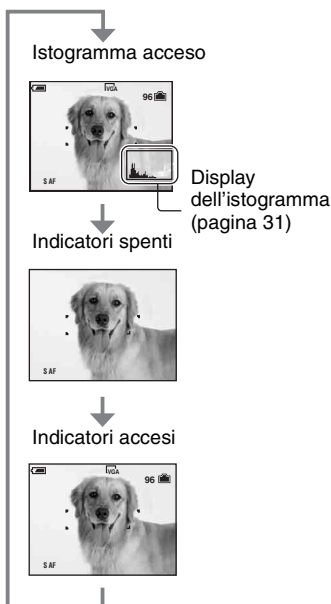 Istogramma acceso
VGA
96
S AF
Display
dell'istogramma
(pagina 31)
Indicatori spenti
S AF
Indicatori accesi
VGA
96
S AF